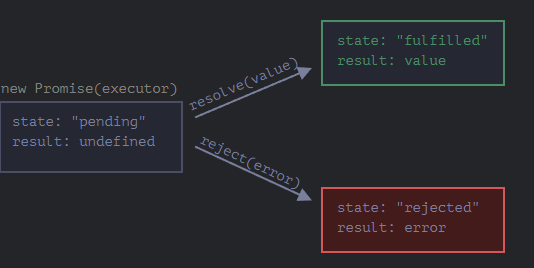 new Promise(executor)
state: "pending"
result: undefined
resolve(value)
reject(error)
state: "fulfilled"
result: value
state: "rejected"
result: error